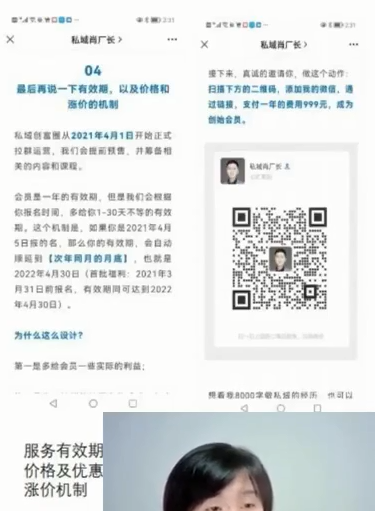 2:31
私域肖厂长
04
最后再说一下有效期，以及价格和
涨价的机制
私域创富圈从2021年4月1日开始正式
拉群运营，我们会提前预售，并筹备相
关的内容和课程。
会员是一年的有效期，但是我们会根据
你报名时间，多给你1-30天不等的有效
期。这个机制是，如果你是2021年4月
5日报的名，那么你的有效期，会自动
顺延到【次年同月的月底】，也就是
2022年4月30日（首批福利：2021年3
月31日前报名，有效期同可达到2022
年4月30日）。
为什么这么设计？
第一是多给会员一些实际的利益；
2:31
私域肖厂长
接下来，真诚的邀请你，做这个动作：
扫描下方的二维码，添加我的微信，通
过链接，支付一年的费用999元，成为
创始会员。
私域肖厂长
服务有效期
价格及优惠
涨价机制